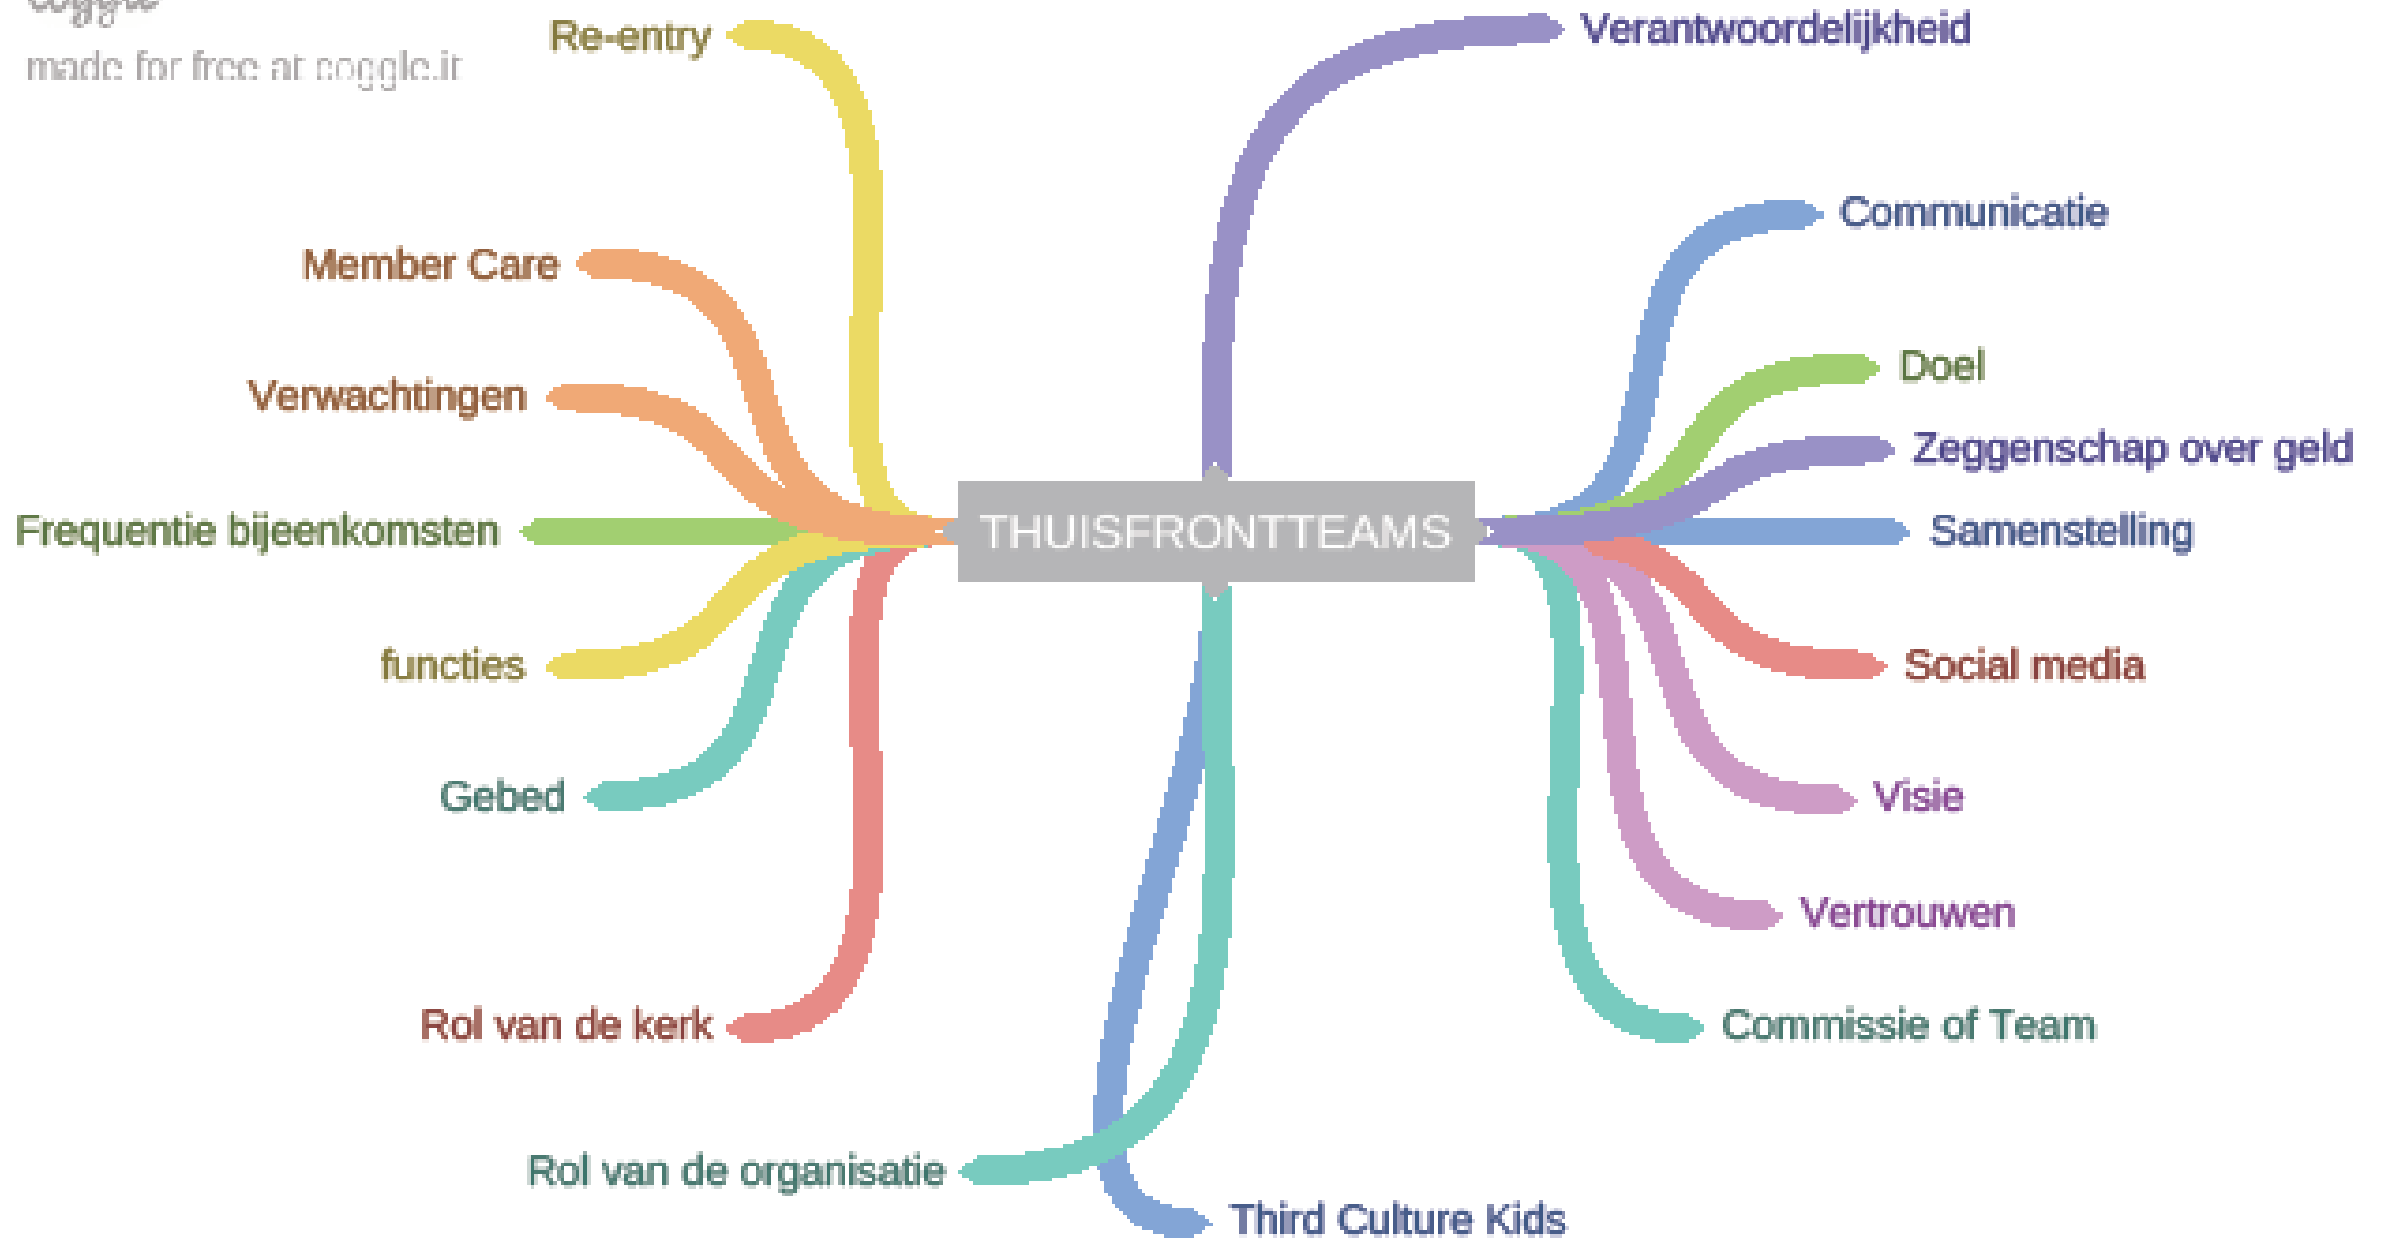 made for free at coggle.it
Re-entry
Verantwoordelijkheid
Communicatie
Member Care
Doel
Verwachtingen
Zeggenschap over geld
Frequentie bijeenkomsten
THUISFRONTTEAMS
Samenstelling
functies
Social media
Gebed
Visie
Vertrouwen
Rol van de kerk
Commissie of Team
Rol van de organisatie
Third Culture Kids